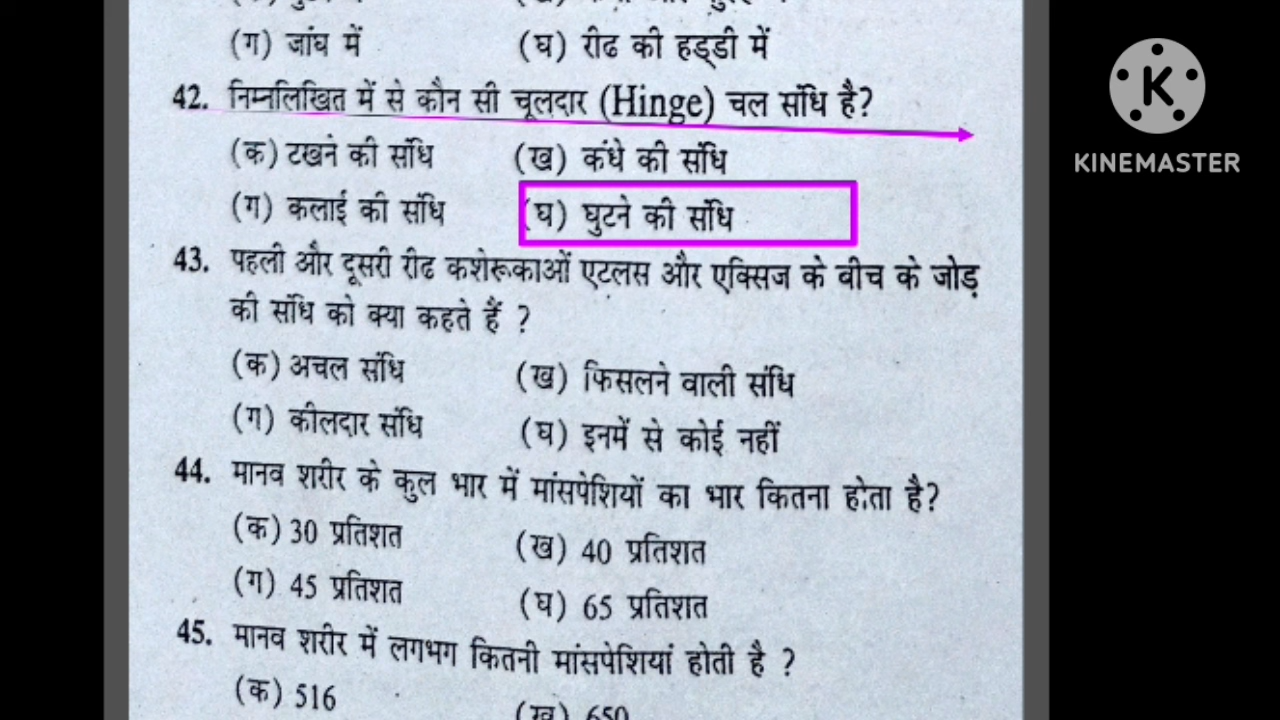 (ग) जांघ में (घ) रीढ की हड्डी में
42. निम्नलिखित में से कौन सी चूलदार (Hinge) चल संधि है?
(क) टखने की संधि (ख) कंधे की संधि
(ग) कलाई की संधि (घ) घुटने की संधि
43. पहली और दूसरी रीढ कशेरूकाओं एटलस और एक्सिज के बीच के जोड़
की संधि को क्या कहते हैं ?
(क) अचल संधि (ख) फिसलने वाली संधि
(ग) कीलदार संधि (घ) इनमें से कोई नहीं
44. मानव शरीर के कुल भार में मांसपेशियों का भार कितना होता है?
(क) 30 प्रतिशत (ख) 40 प्रतिशत
(ग) 45 प्रतिशत (घ) 65 प्रतिशत
45. मानव शरीर में लगभग कितनी मांसपेशियां होती है ?
(क) 516 (ख) 650
K
KINEMASTER